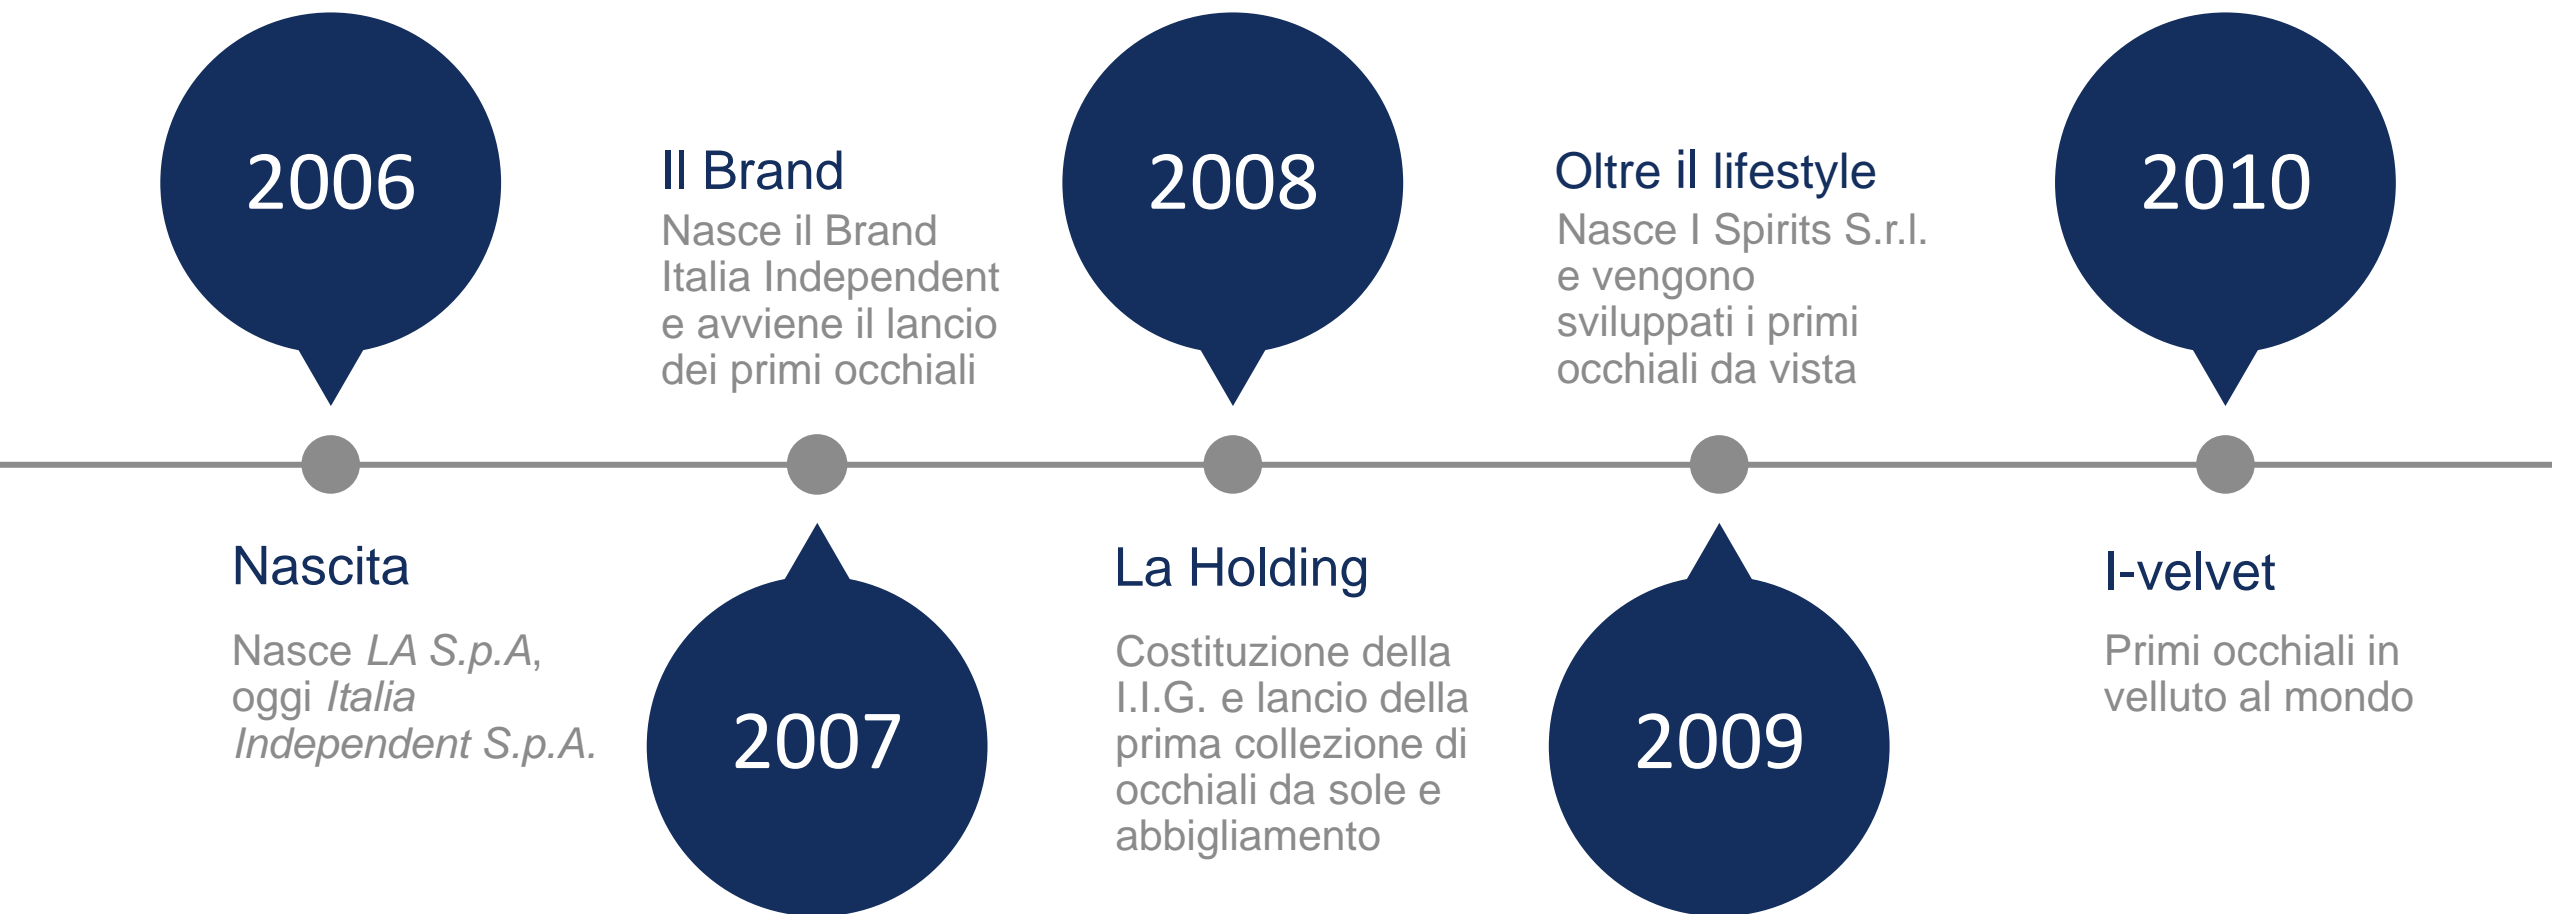 2006
Nascita
Nasce LA S.p.A,
oggi Italia
Independent S.p.A.
Il Brand
Nasce il Brand
Italia Independent
e avviene il lancio
dei primi occhiali
2007
2008
La Holding
Costituzione della
I.I.G. e lancio della
prima collezione di
occhiali da sole e
abbigliamento
Oltre il lifestyle
Nasce I Spirits S.r.l.
e vengono
sviluppati i primi
occhiali da vista
2009
2010
I-velvet
Primi occhiali in
velluto al mondo